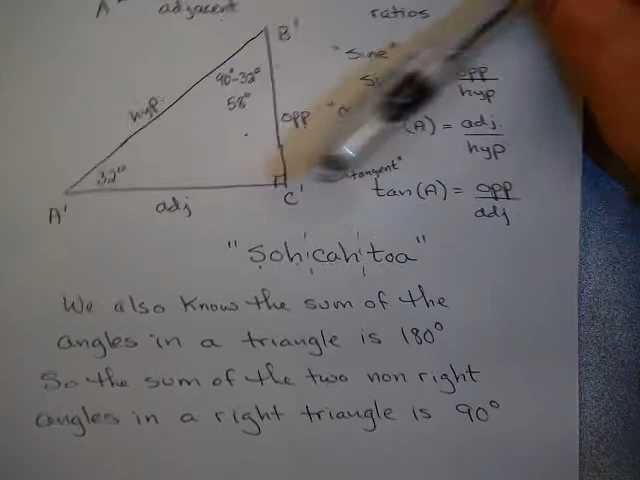 A adjacent
ratios
B'
"Sine"
90°-32°
58°
opp
hyp
hyp
opp
(A) = adj
hyp
32°
"tangent"
tan(A) = opp
adj
A'
adj
C'
"Soh cah toa"
We also know the sum of the
angles in a triangle is 180°
So the sum of the two non right
angles in a right triangle is 90°